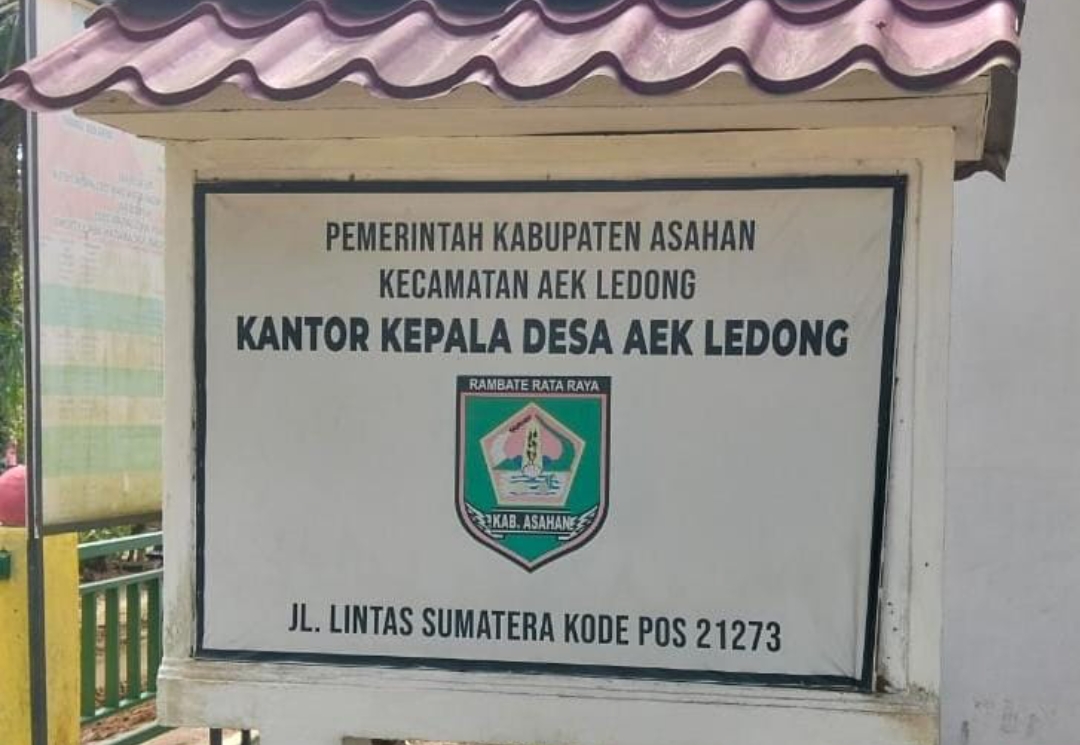 PEMERINTAH KABUPATEN ASAHAN
KECAMATAN AEK LEDONG
KANTOR KEPALA DESA AEK LEDONG
RAMBATE RATA RAYA
KAB. ASAHAN
JL. LINTAS SUMATERA KODE POS 21273